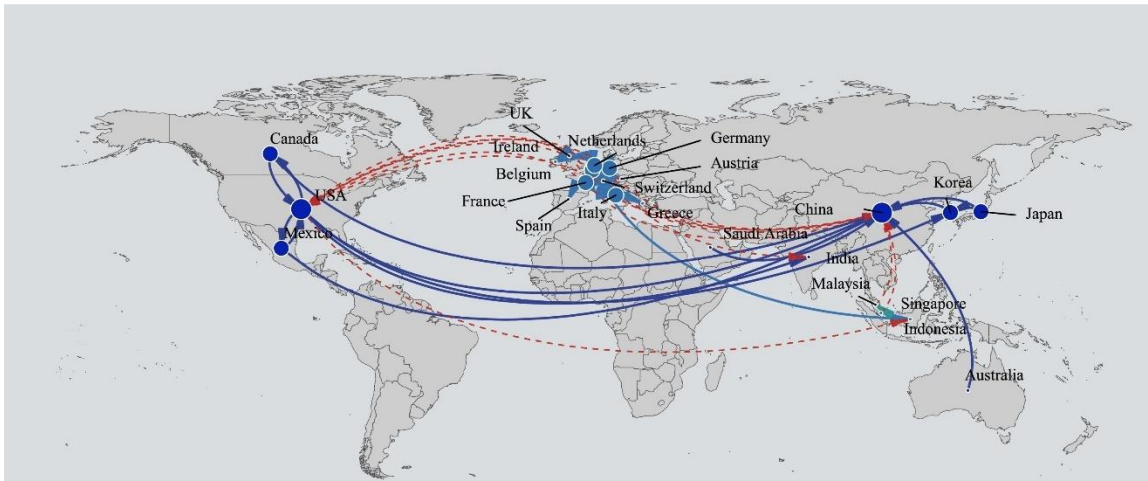 UK
Canada
Netherlands
Germany
Ireland
Belgium
Austria
USA
France
Switzerland
Korea
Spain
Italy
Greece
China
Japan
Mexico
Saudi Arabia
India
Malaysia
Singapore
Indonesia
Australia